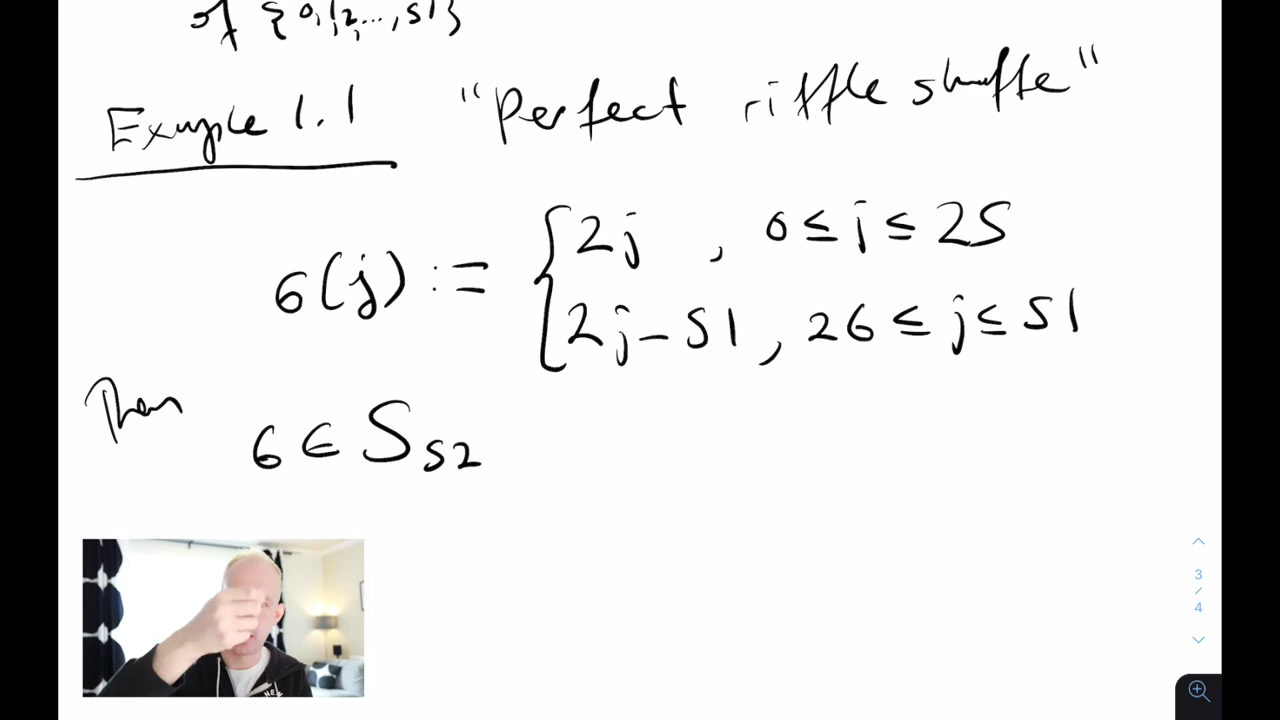 of {0,1,2,...,51}
Example 1.1 "Perfect riffle shuffle"
σ(j) := { 2j , 0 ≤ j ≤ 25
2j-51 , 26 ≤ j ≤ 51
Then σ ∈ S52
NE
3
/
4